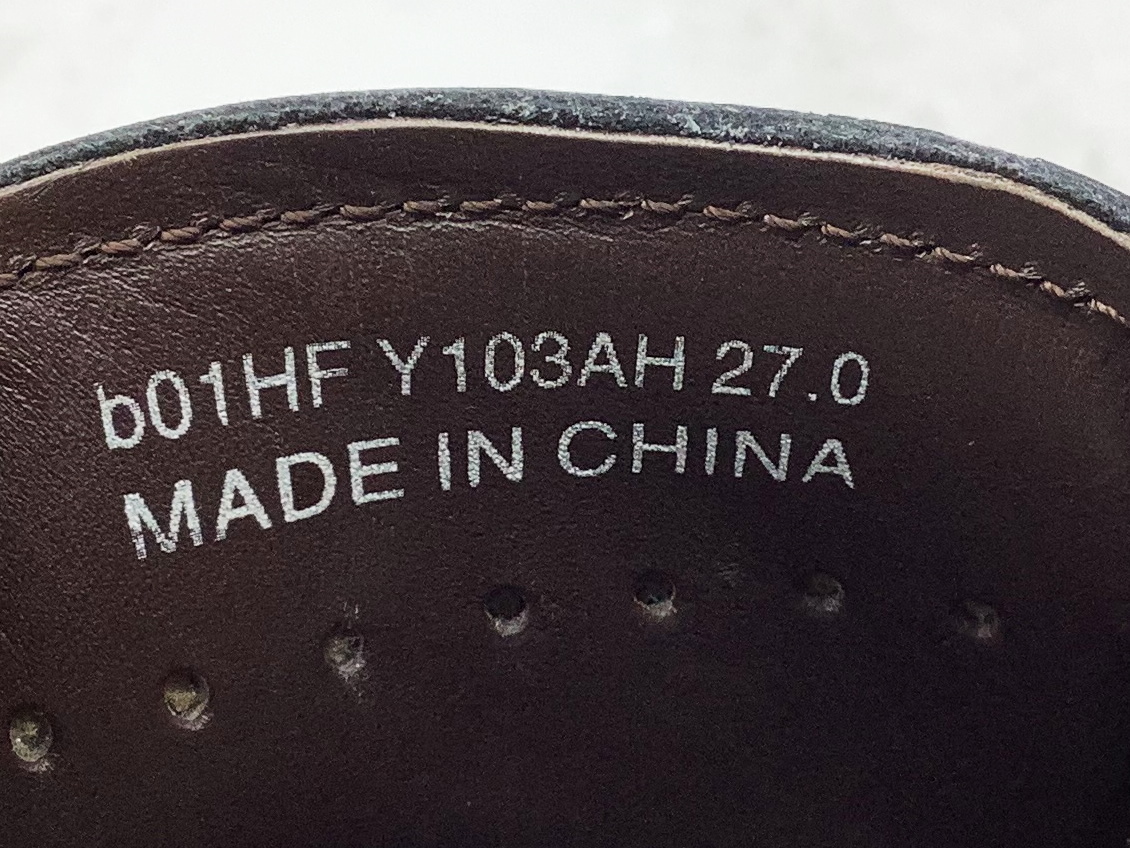 b01HF Y103AH 27.0
MADE IN CHINA